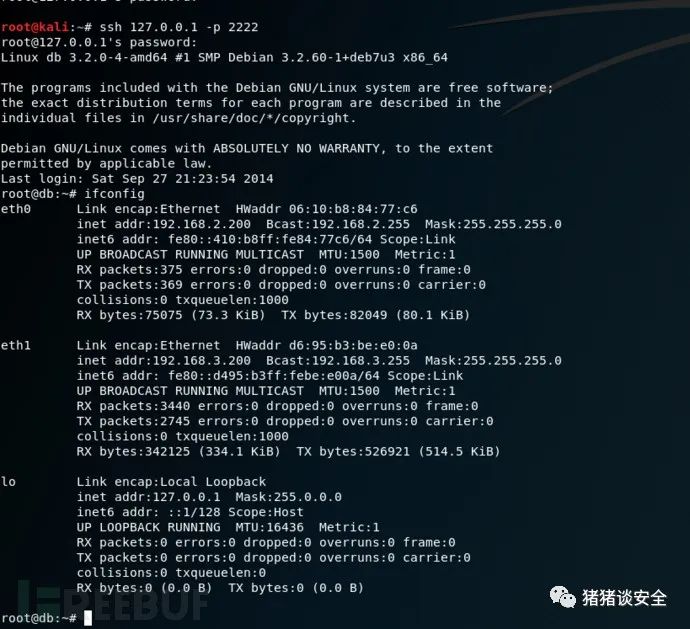 root@kali:~# ssh 127.0.0.1 -p 2222
root@127.0.0.1's password:
Linux db 3.2.0-4-amd64 #1 SMP Debian 3.2.60-1+deb7u3 x86_64
The programs included with the Debian GNU/Linux system are free software;
the exact distribution terms for each program are described in the
individual files in /usr/share/doc/*/copyright.
Debian GNU/Linux comes with ABSOLUTELY NO WARRANTY, to the extent
permitted by applicable law.
Last login: Sat Sep 27 21:23:54 2014
root@db:~# ifconfig
eth0 Link encap:Ethernet HWaddr 06:10:b8:84:77:c6
inet addr:192.168.2.200 Bcast:192.168.2.255 Mask:255.255.255.0
inet6 addr: fe80::410:b8ff:fe84:77c6/64 Scope:Link
UP BROADCAST RUNNING MULTICAST MTU:1500 Metric:1
RX packets:375 errors:0 dropped:0 overruns:0 frame:0
TX packets:369 errors:0 dropped:0 overruns:0 carrier:0
collisions:0 txqueuelen:1000
RX bytes:75075 (73.3 KiB) TX bytes:82049 (80.1 KiB)
eth1 Link encap:Ethernet HWaddr d6:95:b3:be:e0:0a
inet addr:192.168.3.200 Bcast:192.168.3.255 Mask:255.255.255.0
inet6 addr: fe80::d495:b3ff:febe:e00a/64 Scope:Link
UP BROADCAST RUNNING MULTICAST MTU:1500 Metric:1
RX packets:3440 errors:0 dropped:0 overruns:0 frame:0
TX packets:2745 errors:0 dropped:0 overruns:0 carrier:0
collisions:0 txqueuelen:1000
RX bytes:342125 (334.1 KiB) TX bytes:526921 (514.5 KiB)
lo Link encap:Local Loopback
inet addr:127.0.0.1 Mask:255.0.0.0
inet6 addr: ::1/128 Scope:Host
UP LOOPBACK RUNNING MTU:16436 Metric:1
RX packets:0 errors:0 dropped:0 overruns:0 frame:0
TX packets:0 errors:0 dropped:0 overruns:0 carrier:0
collisions:0 txqueuelen:0
RX bytes:0 (0.0 B) TX bytes:0 (0.0 B)
FREEBUF
猪猪谈安全
root@db:~#